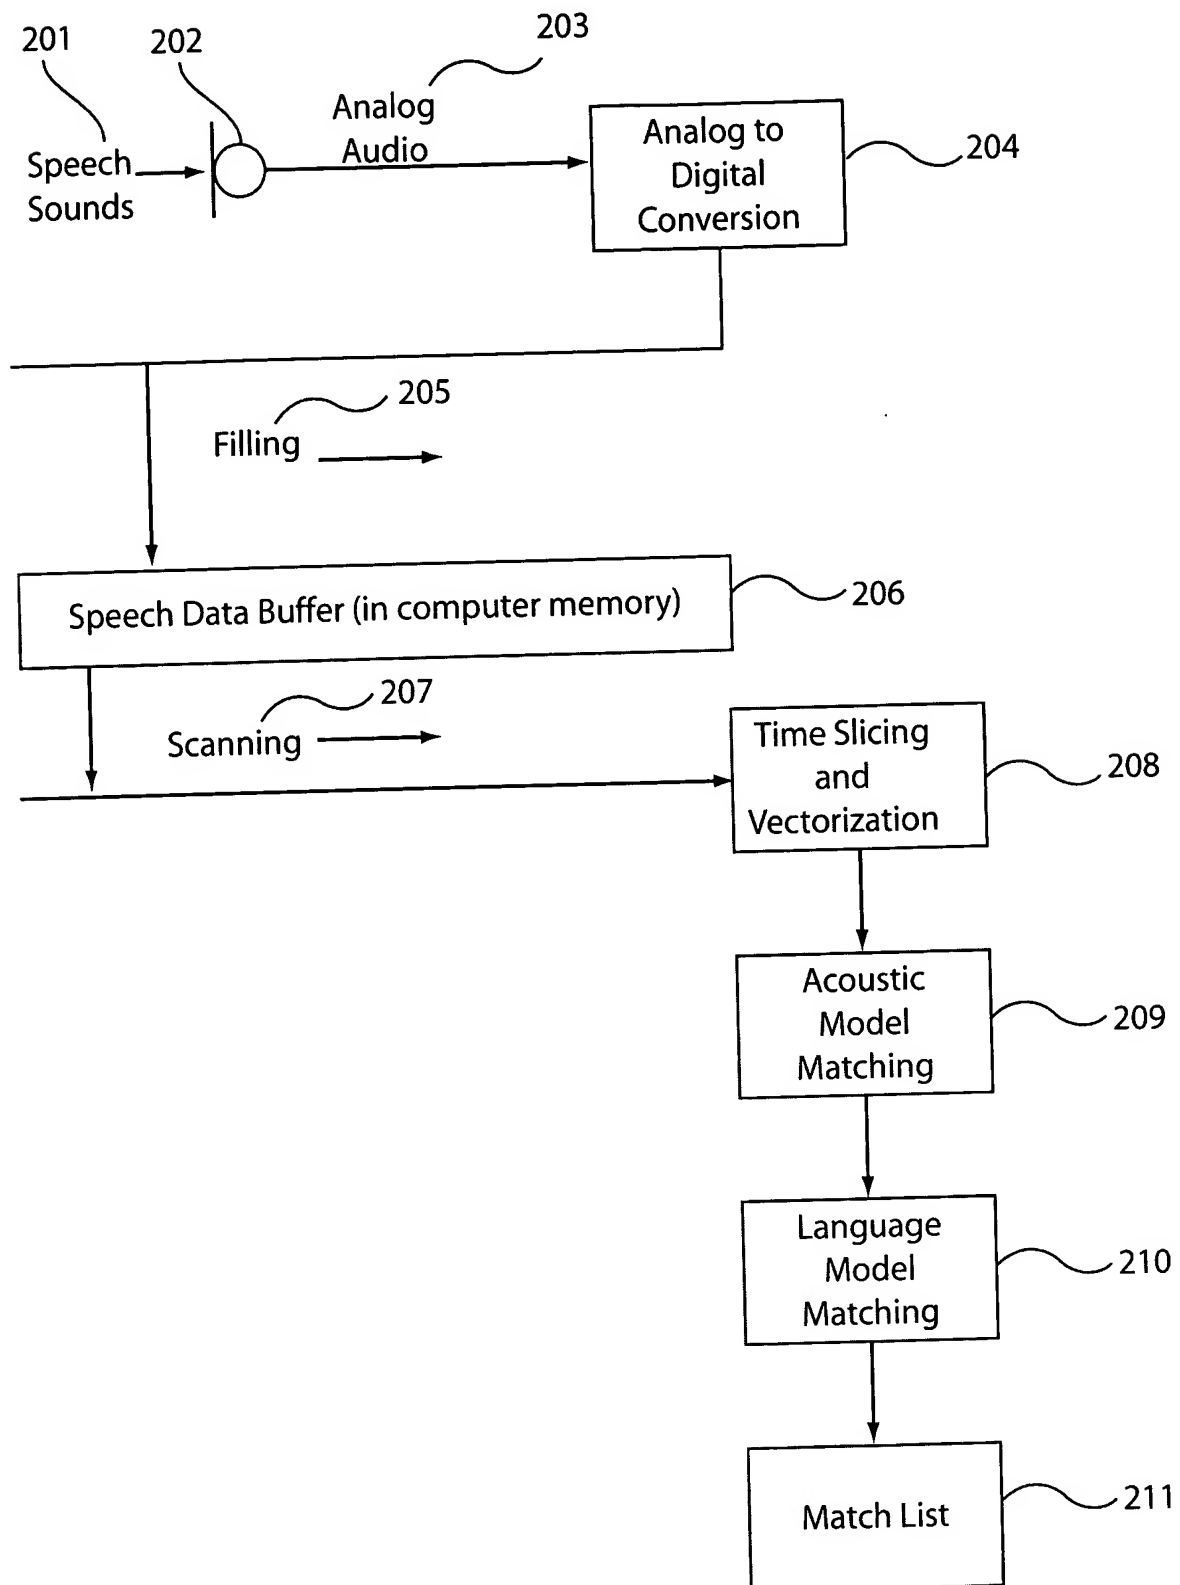 201
202
203
Speech
Sounds
Analog
Audio
Analog to
Digital
Conversion
204
Filling
205
Speech Data Buffer (in computer memory)
206
Scanning
207
Time Slicing
and
Vectorization
208
Acoustic
Model
Matching
209
Language
Model
Matching
210
Match List
211